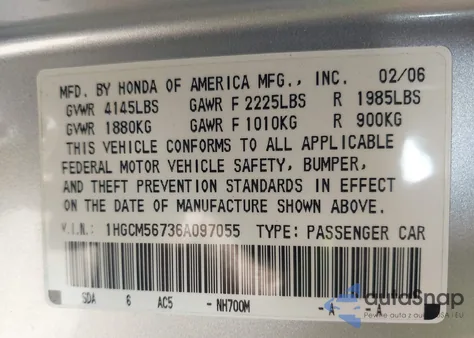 MFD. BY HONDA OF AMERICA MFG., INC. 02/06
GVWR 4145LBS GAWR F 2225LBS R 1985LBS
GVWR 1880KG GAWR F 1010KG R 900KG
THIS VEHICLE CONFORMS TO ALL APPLICABLE
FEDERAL MOTOR VEHICLE SAFETY, BUMPER,
AND THEFT PREVENTION STANDARDS IN EFFECT
ON THE DATE OF MANUFACTURE SHOWN ABOVE.
V.I.N.: 1HGCM56736A097055 TYPE: PASSENGER CAR
SDA 6 AC5 -NH700M -A -A
autoSnap
Pewne auto z